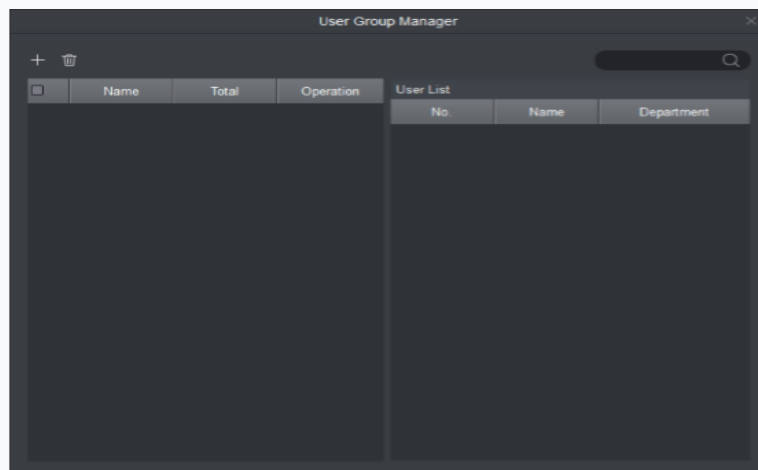 User Group Manager
Name Total Operation
User List
No. Name Department